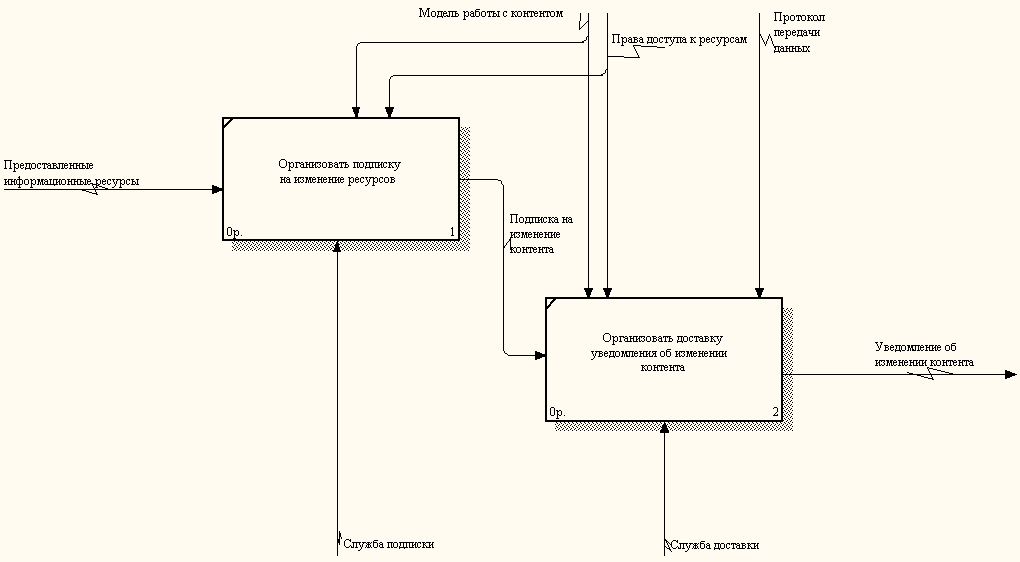 Модель работы с контентом
Протокол
передачи
данных
Права доступа к ресурсам
Предоставленные
информационные ресурсы
Организовать подписку
на изменение ресурсов
0р.
1
Подписка на
изменение
контента
Организовать доставку
уведомления об изменении
контента
0р.
2
Уведомление об
изменении контента
Служба подписки
Служба доставки